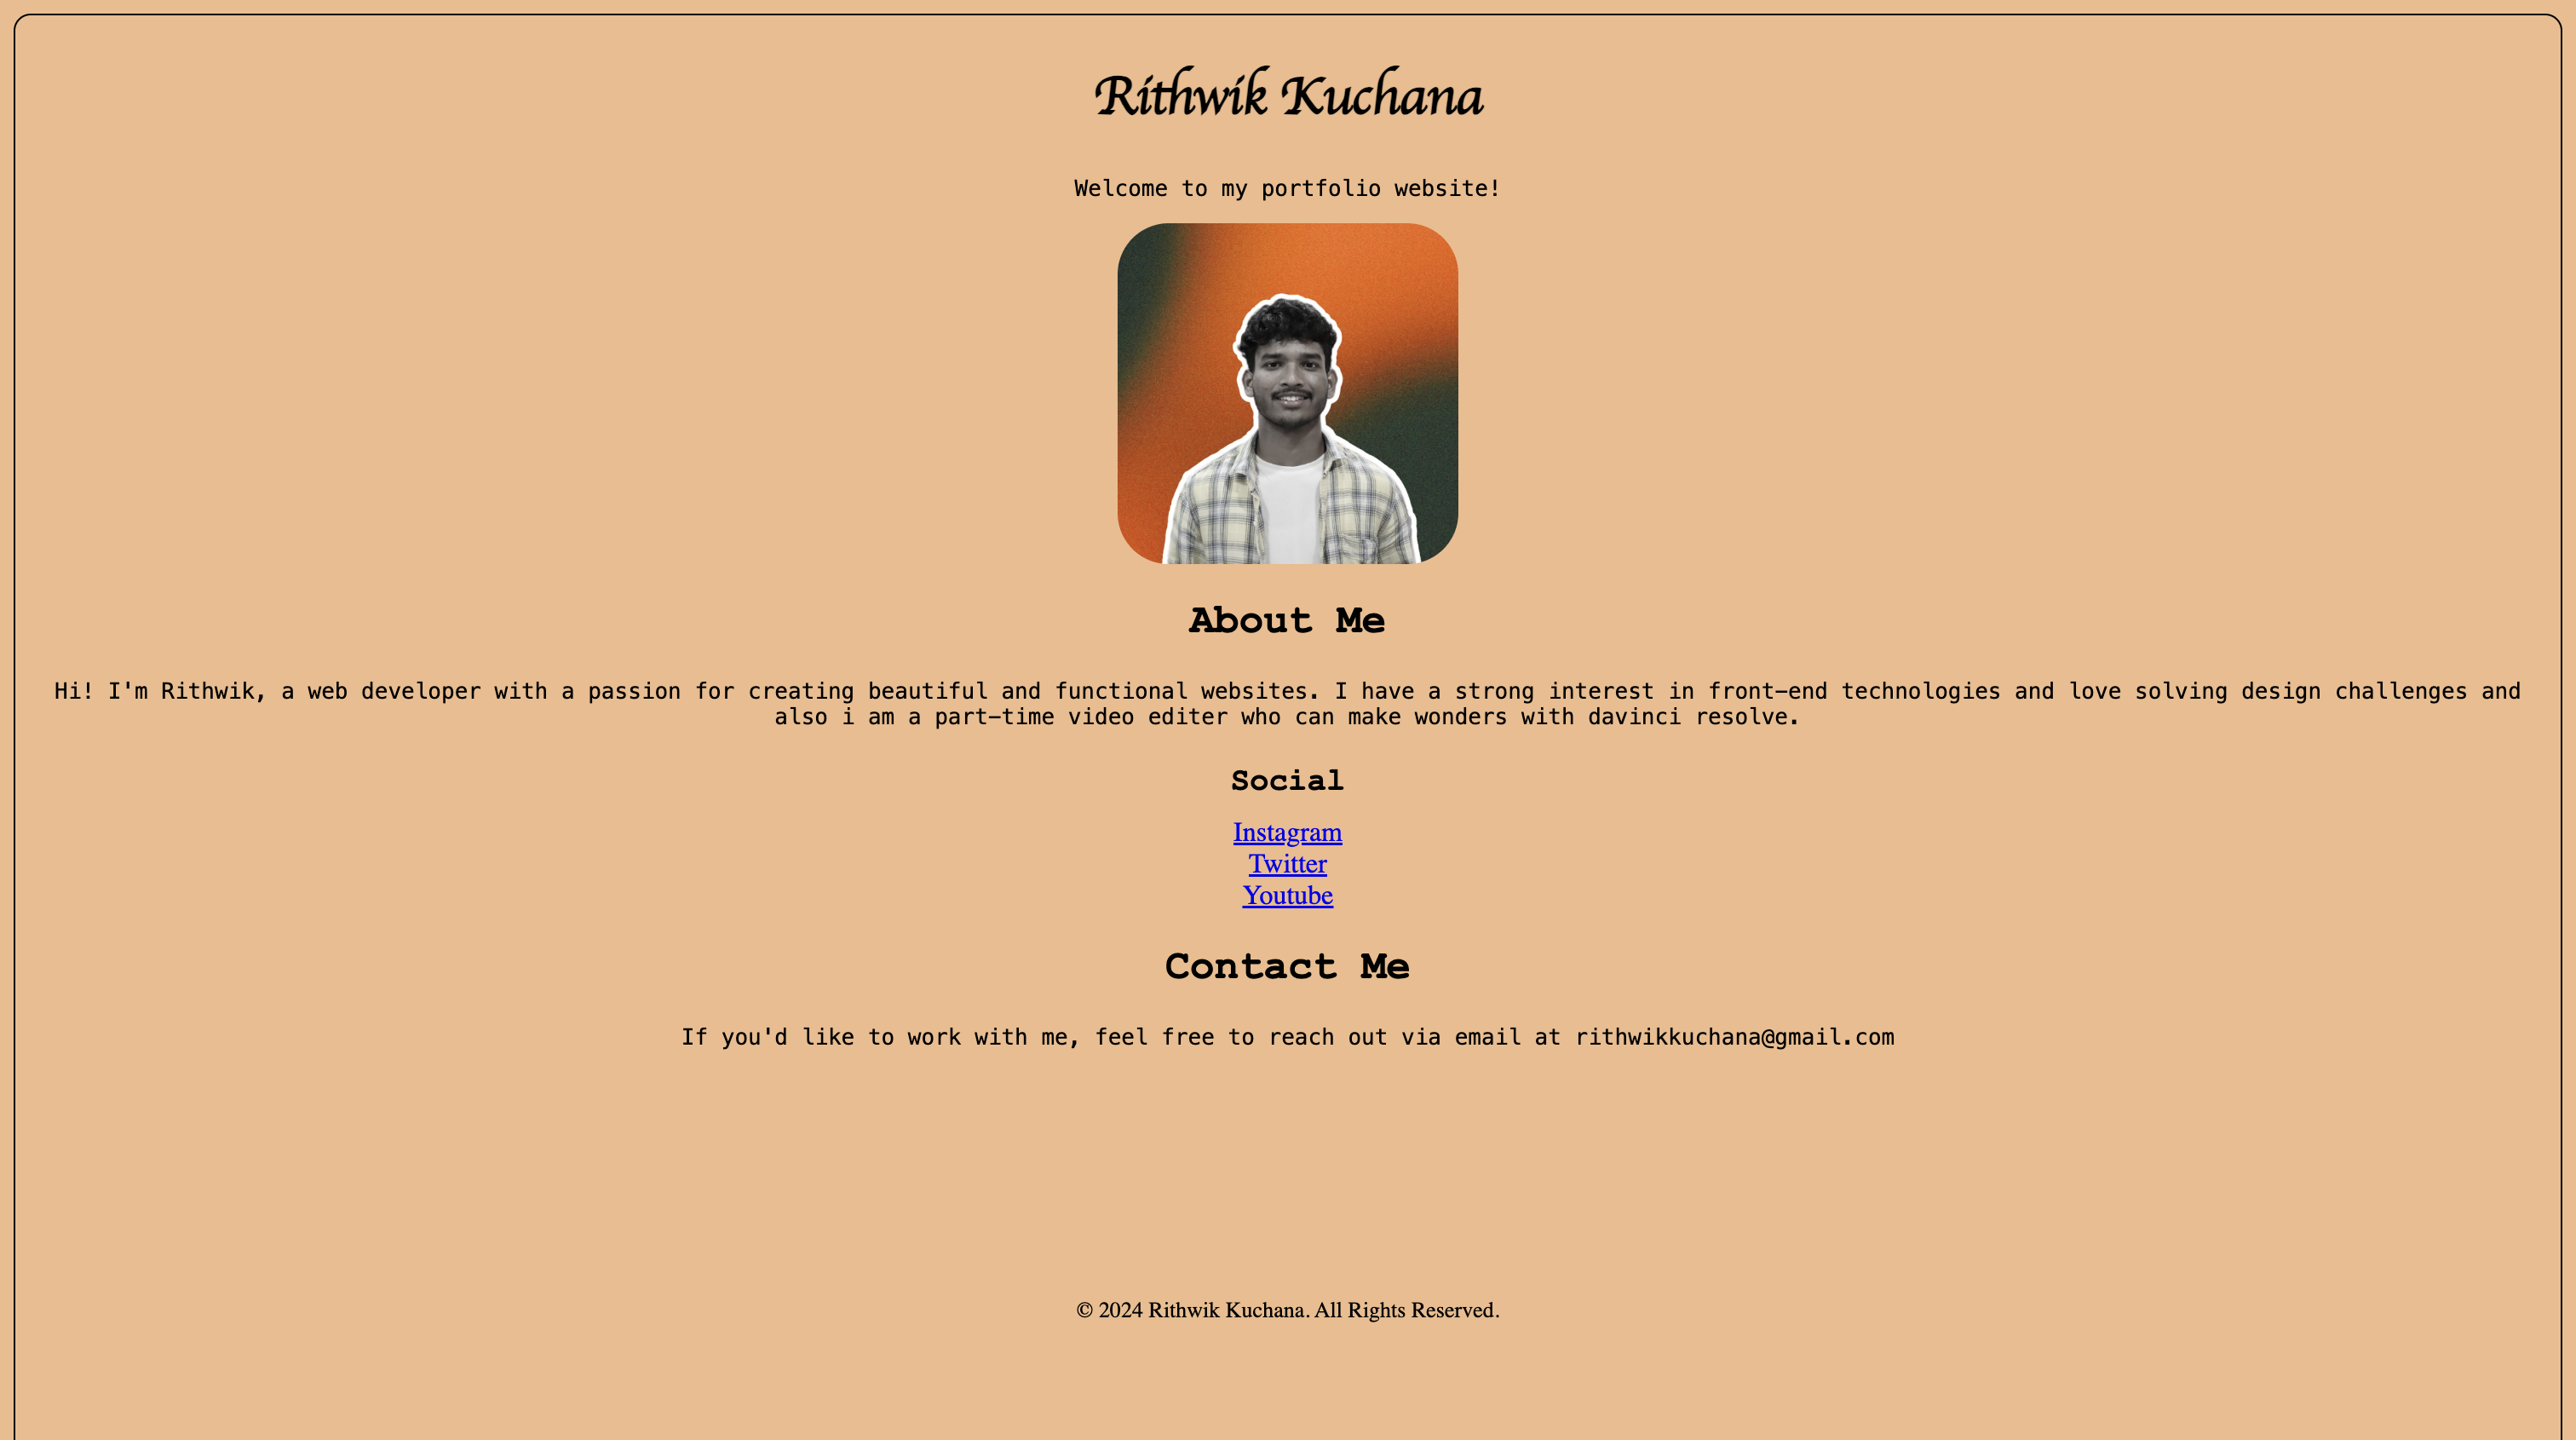 Rithwik Kuchana
Welcome to my portfolio website!
About Me
Hi! I'm Rithwik, a web developer with a passion for creating beautiful and functional websites. I have a strong interest in front-end technologies and love solving design challenges and
also i am a part-time video editer who can make wonders with davinci resolve.
Social
Instagram
Twitter
Youtube
Contact Me
If you'd like to work with me, feel free to reach out via email at rithwikkuchana@gmail.com
© 2024 Rithwik Kuchana. All Rights Reserved.